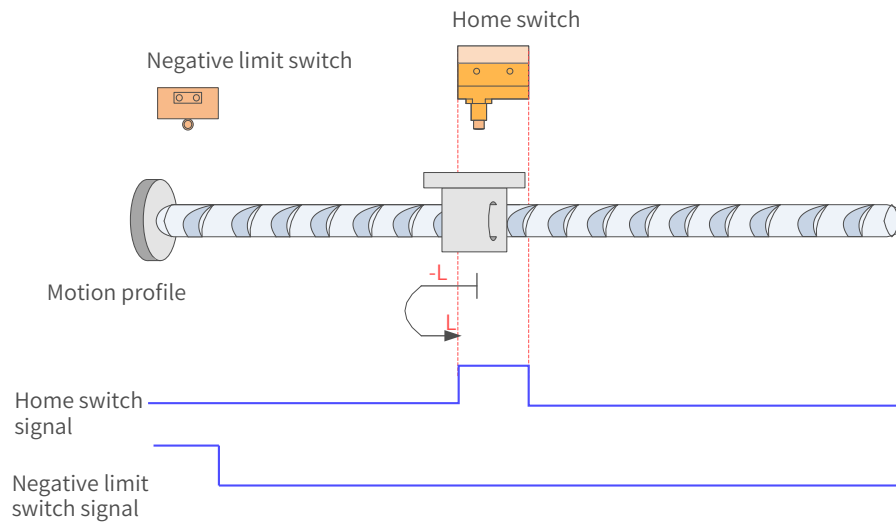 Home switch
Negative limit switch
Motion profile
-L
L
Home switch
signal
Negative limit
switch signal